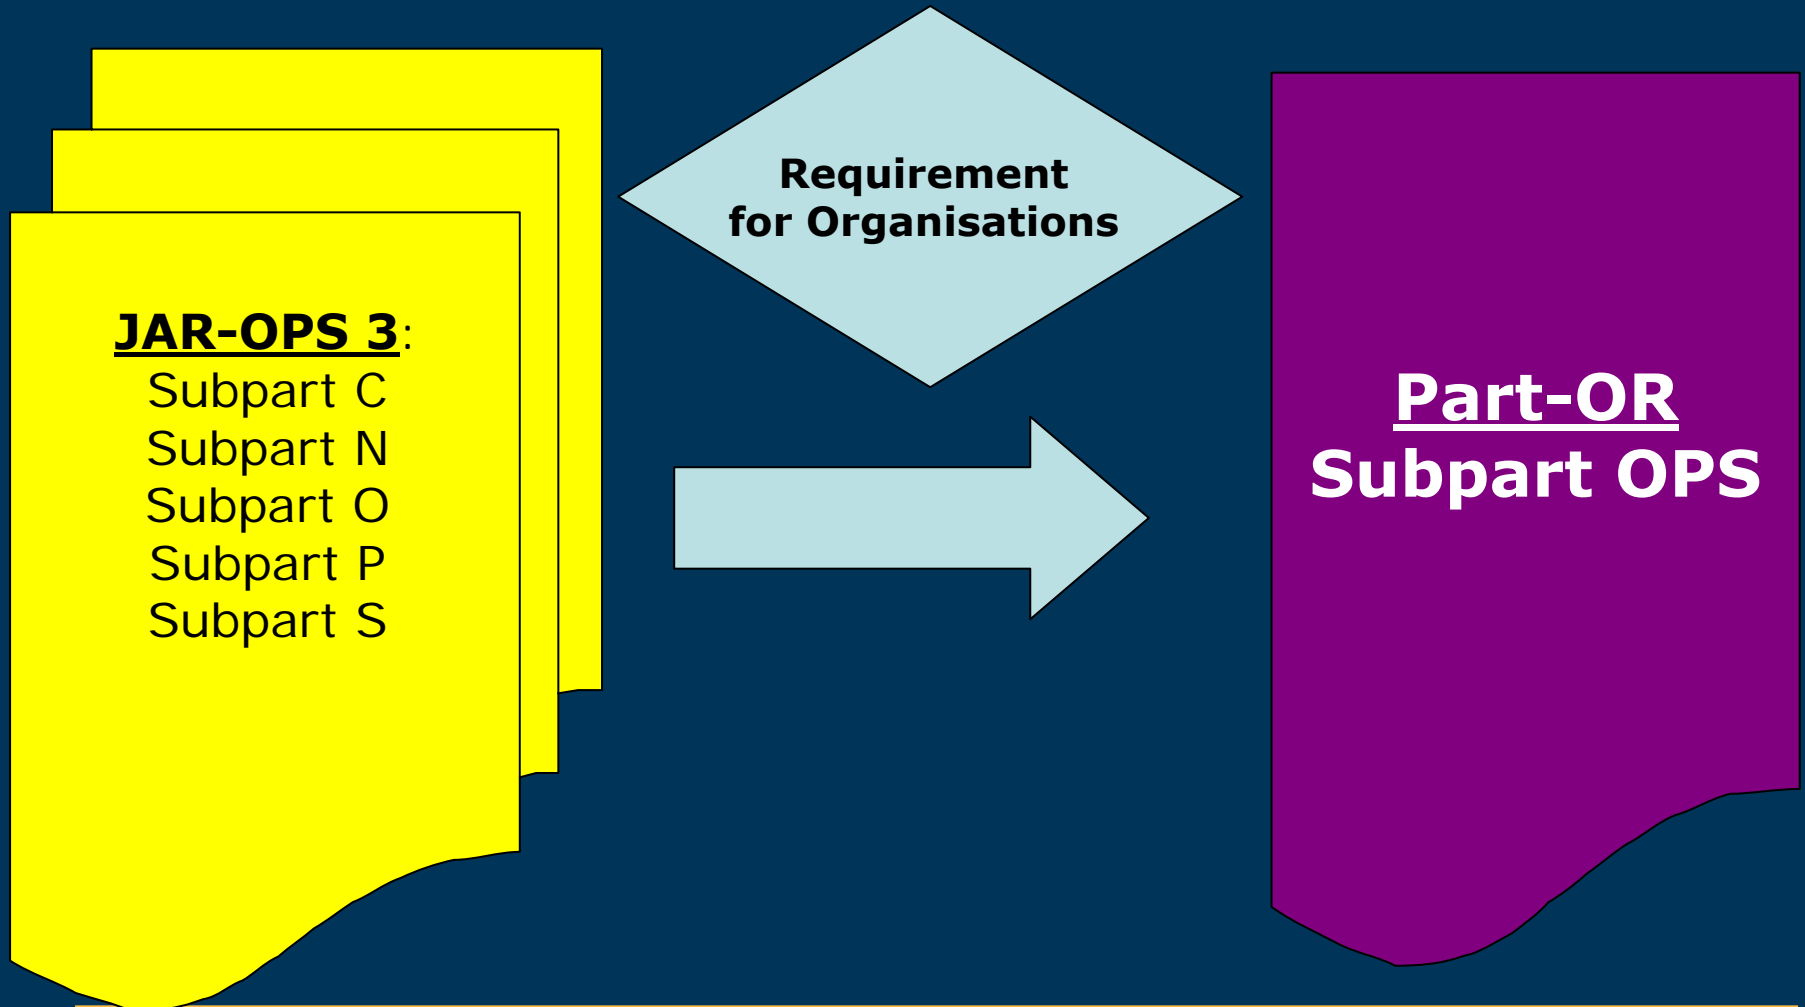 JAR-OPS 3:
Subpart C
Subpart N
Subpart O
Subpart P
Subpart S
Requirement
for Organisations
Part-OR
Subpart OPS